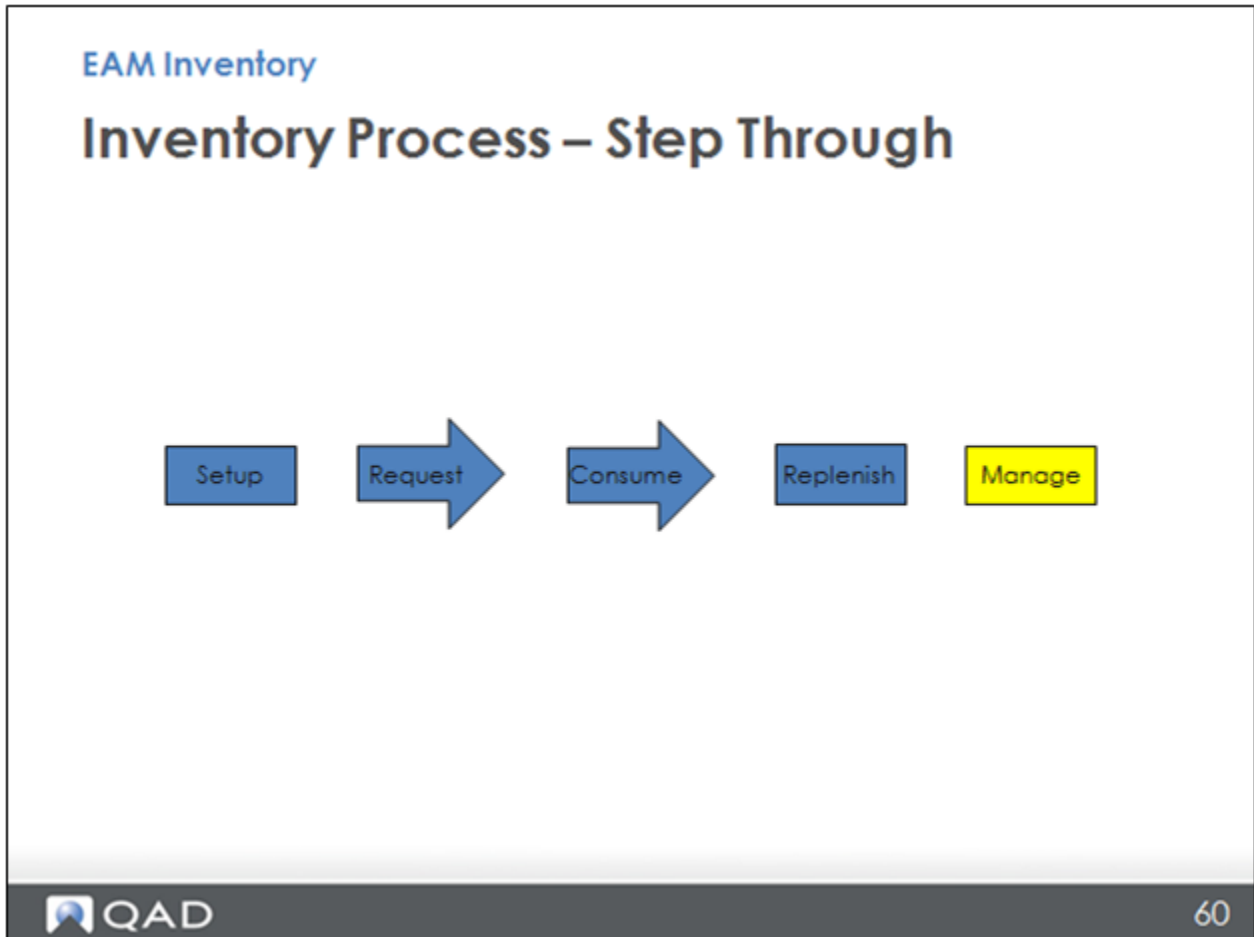 EAM Inventory
Inventory Process – Step Through
Setup
Request
Consume
Replenish
Manage
QAD
60